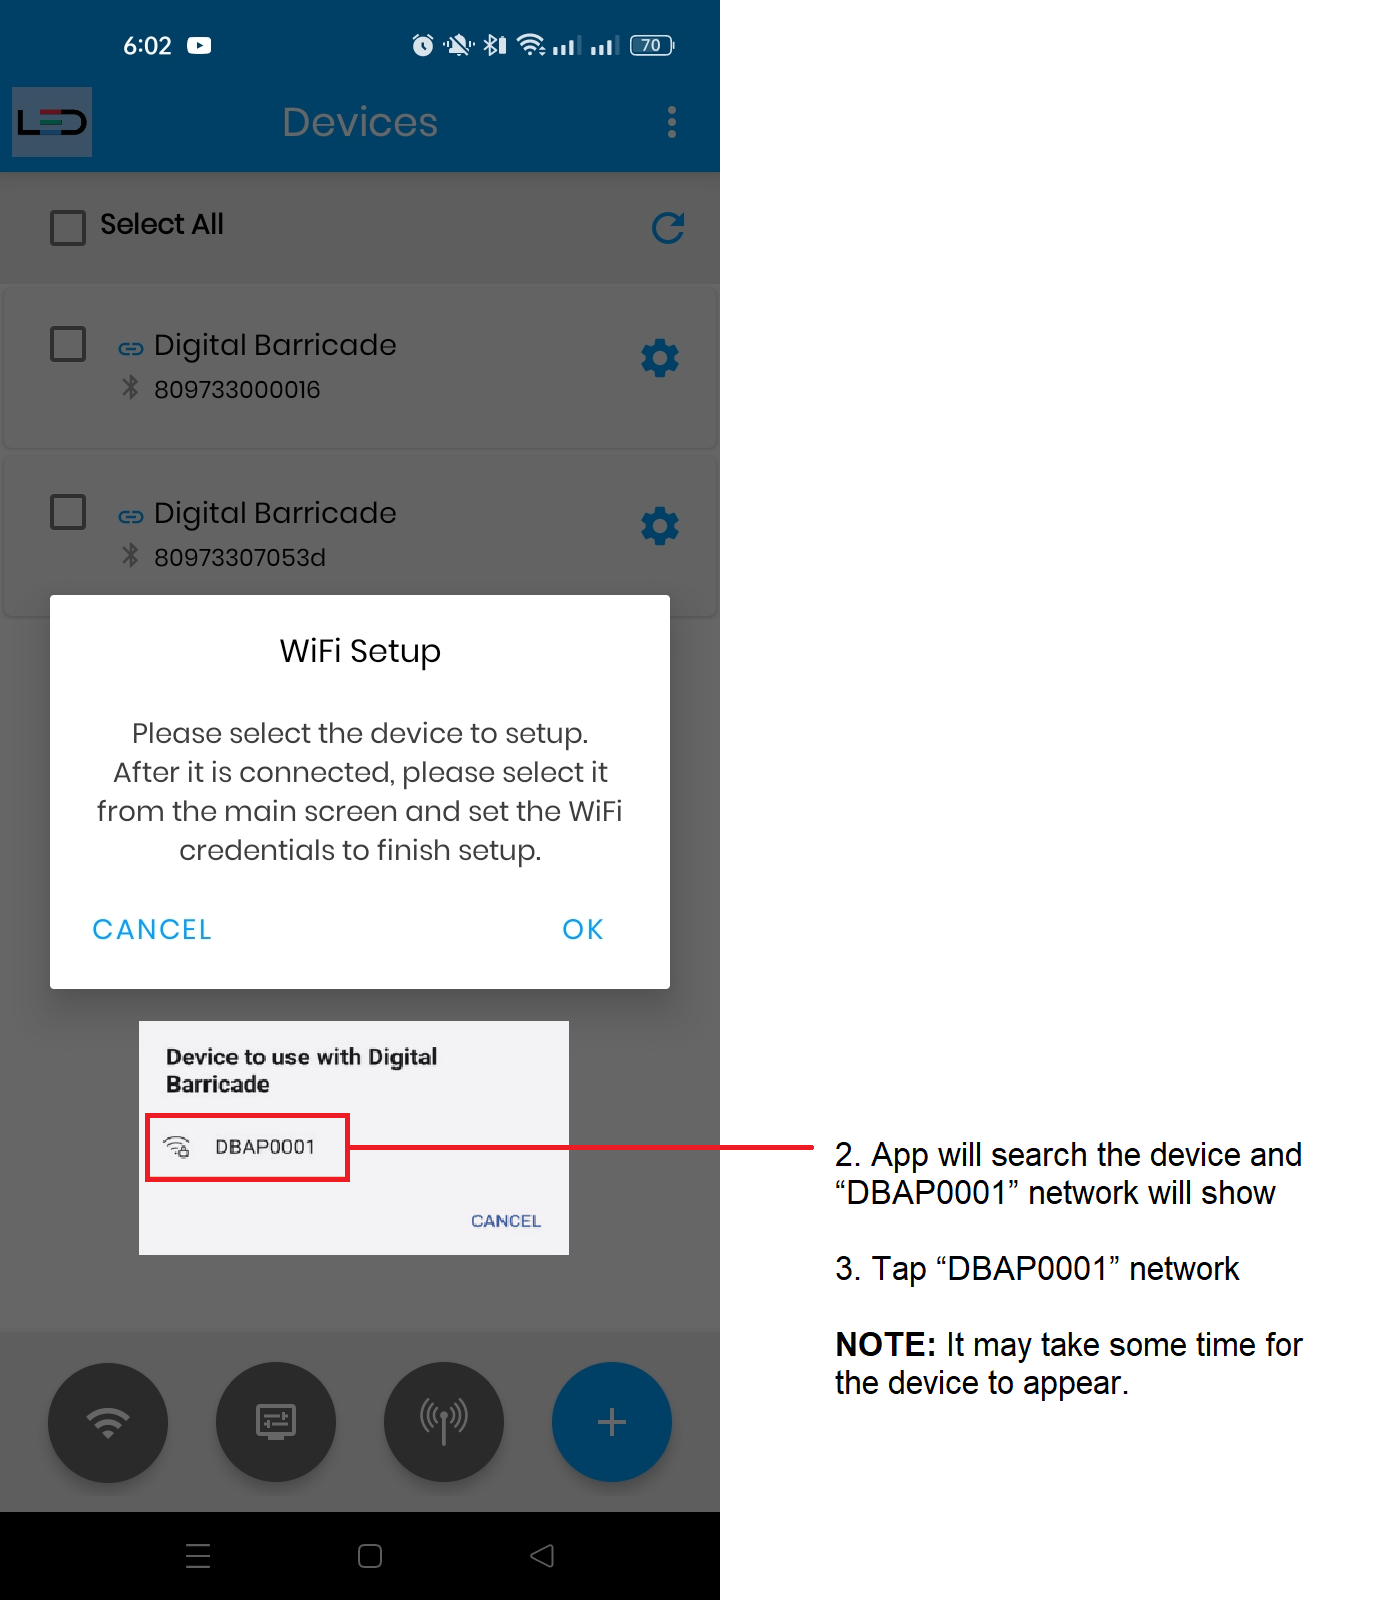 6:02
70
LED
Devices
Select All
Digital Barricade
809733000016
Digital Barricade
80973307053d
WiFi Setup
Please select the device to setup.
After it is connected, please select it
from the main screen and set the WiFi
credentials to finish setup.
CANCEL
OK
Device to use with Digital
Barricade
DBAP0001
CANCEL
2. App will search the device and
“DBAP0001” network will show
3. Tap “DBAP0001” network
NOTE: It may take some time for
the device to appear.